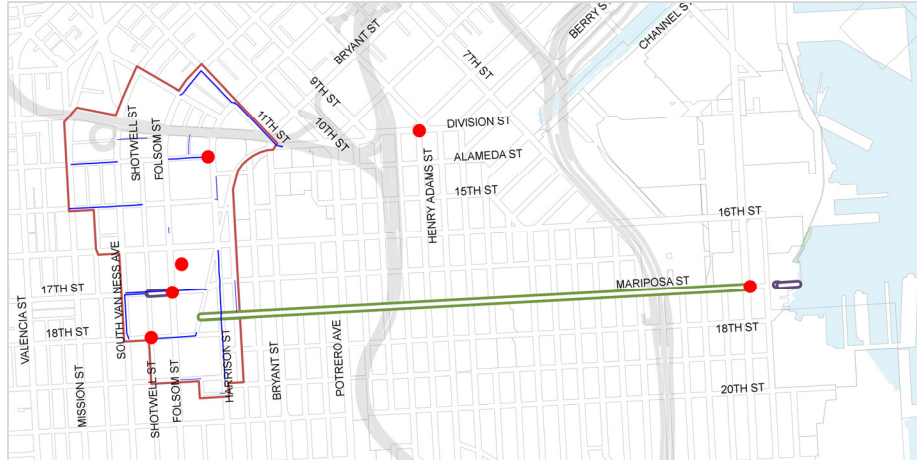 BERRY ST
BRYANT ST
CHANNEL ST
7TH ST
9TH ST
SHOTWELL ST
FOLSOM ST
11TH ST
10TH ST
DIVISION ST
HENRY ADAMS ST
ALAMEDA ST
15TH ST
16TH ST
SOUTH VAN NESS AVE
17TH ST
MARIPOSA ST
VALENCIA ST
18TH ST
18TH ST
MISSION ST
SHOTWELL ST
FOLSOM ST
HARRISON ST
BRYANT ST
POTRERO AVE
20TH ST